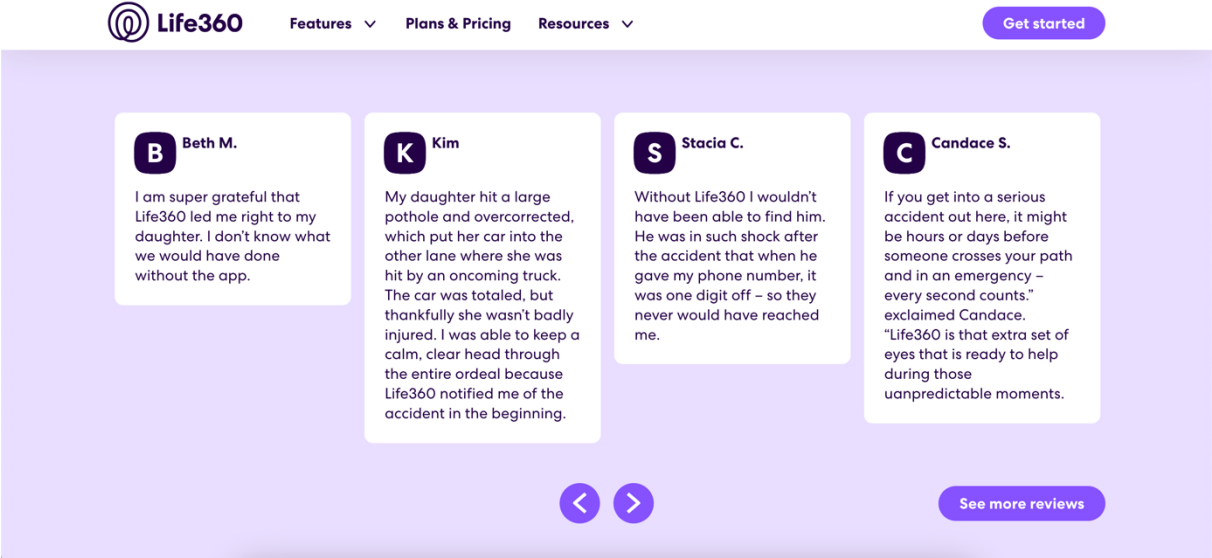 Life360
Features
Plans & Pricing
Resources
Get started
B
Beth M.
I am super grateful that
Life360 led me right to my
daughter. I don’t know what
we would have done
without the app.
K
Kim
My daughter hit a large
pothole and overcorrected,
which put her car into the
other lane where she was
hit by an oncoming truck.
The car was totaled, but
thankfully she wasn’t badly
injured. I was able to keep a
calm, clear head through
the entire ordeal because
Life360 notified me of the
accident in the beginning.
S
Stacia C.
Without Life360 I wouldn’t
have been able to find him.
He was in such shock after
the accident that when he
gave my phone number, it
was one digit off – so they
never would have reached
me.
C
Candace S.
If you get into a serious
accident out here, it might
be hours or days before
someone crosses your path
and in an emergency –
every second counts.”
exclaimed Candace.
“Life360 is that extra set of
eyes that is ready to help
during those
uanpredictable moments.
See more reviews